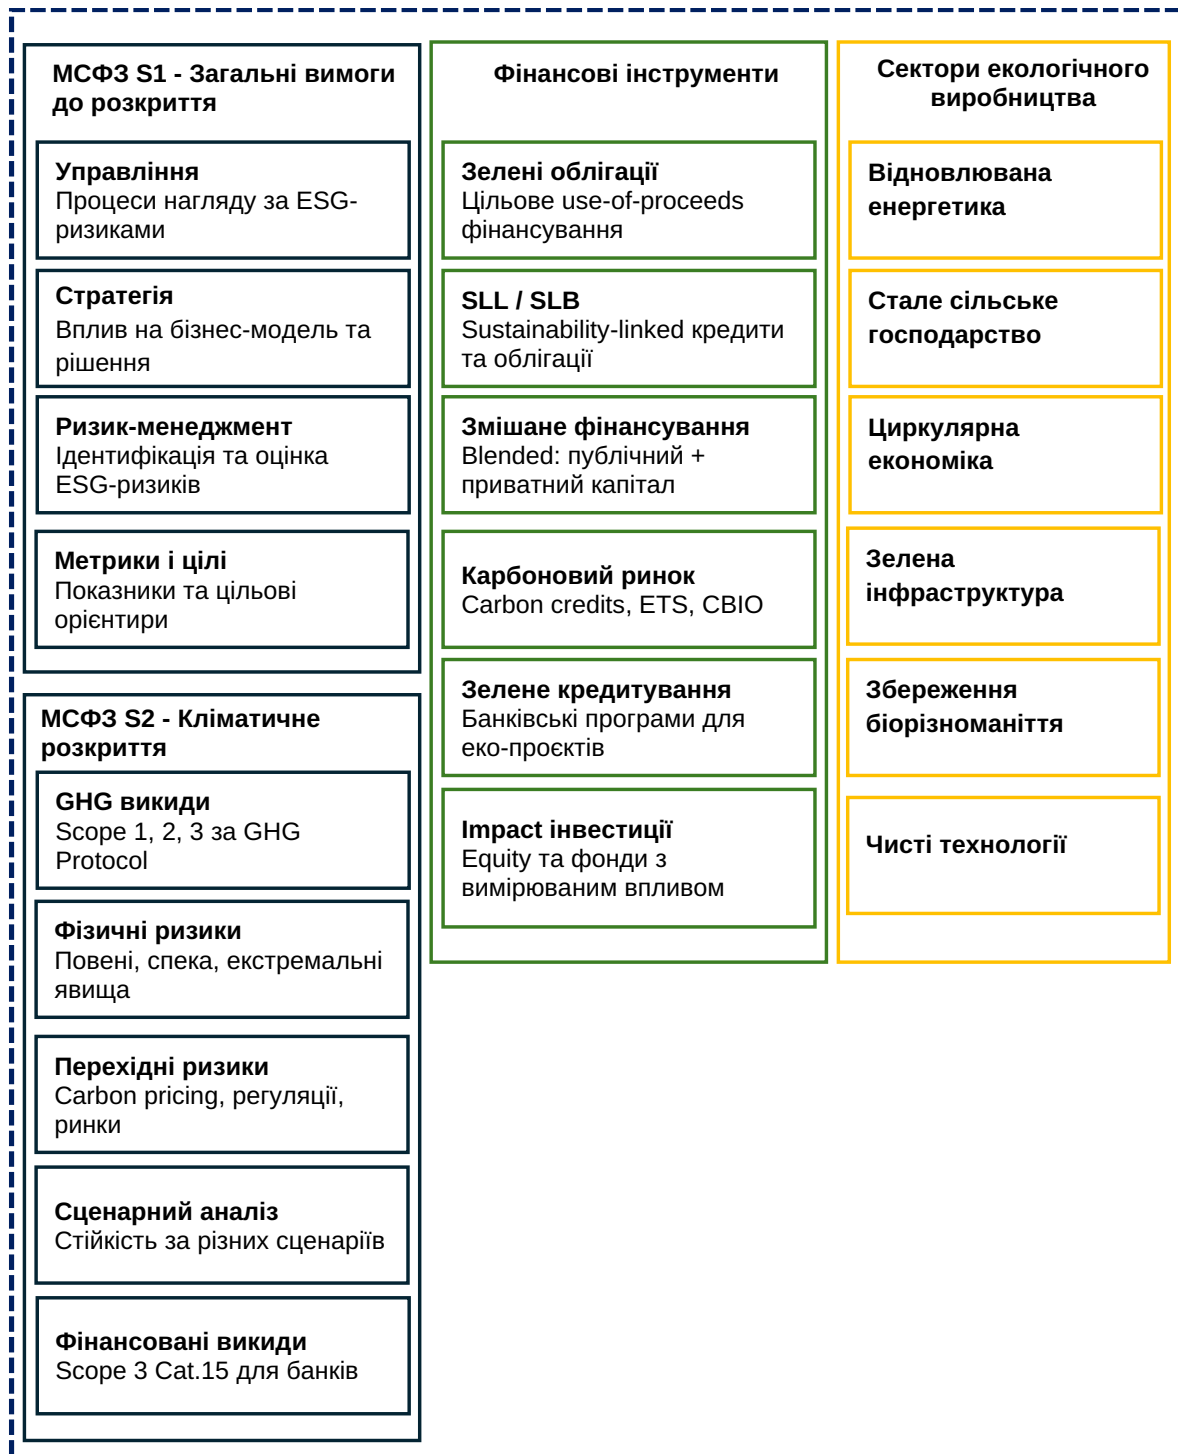 МСФЗ S1 - Загальні вимоги
до розкриття
Управління
Процеси нагляду за ESG-
ризиками
Стратегія
Вплив на бізнес-модель та
рішення
Ризик-менеджмент
Ідентифікація та оцінка
ESG-ризиків
Метрики і цілі
Показники та цільові
орієнтири
МСФЗ S2 - Кліматичне
розкриття
GHG викиди
Scope 1, 2, 3 за GHG
Protocol
Фізичні ризики
Повені, спека, екстремальні
явища
Перехідні ризики
Carbon pricing, регуляції,
ринки
Сценарний аналіз
Стійкість за різних сценаріїв
Фінансовані викиди
Scope 3 Cat.15 для банків
Фінансові інструменти
Зелені облігації
Цільове use-of-proceeds
фінансування
SLL / SLB
Sustainability-linked кредити
та облігації
Змішане фінансування
Blended: публічний +
приватний капітал
Карбоновий ринок
Carbon credits, ETS, CBIO
Зелене кредитування
Банківські програми для
еко-проєктів
Impact інвестиції
Equity та фонди з
вимірюваним впливом
Сектори екологічного
виробництва
Відновлювана
енергетика
Стале сільське
господарство
Циркулярна
економіка
Зелена
інфраструктура
Збереження
біорізноманіття
Чисті технології